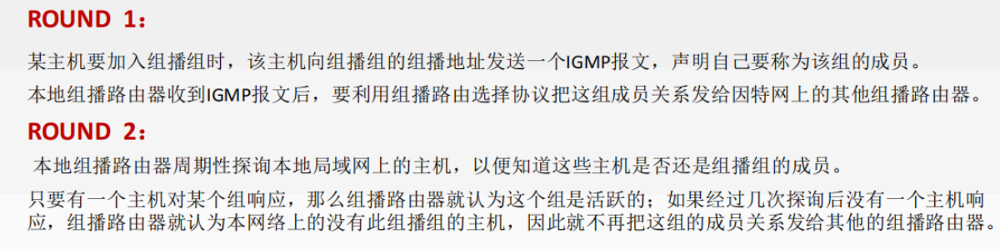 ROUND 1：
某主机要加入组播组时，该主机向组播组的组播地址发送一个IGMP报文，声明自己要称为该组的成员。
本地组播路由器收到IGMP报文后，要利用组播路由选择协议把这组成员关系发给因特网上的其他组播路由器。
ROUND 2：
本地组播路由器周期性探询本地局域网上的主机，以便知道这些主机是否还是组播组的成员。
只要有一个主机对某个组响应，那么组播路由器就认为这个组是活跃的；如果经过几次探询后没有一个主机响
应，组播路由器就认为本网络上的没有此组播组的主机，因此就不再把这组的成员关系发给其他的组播路由器。